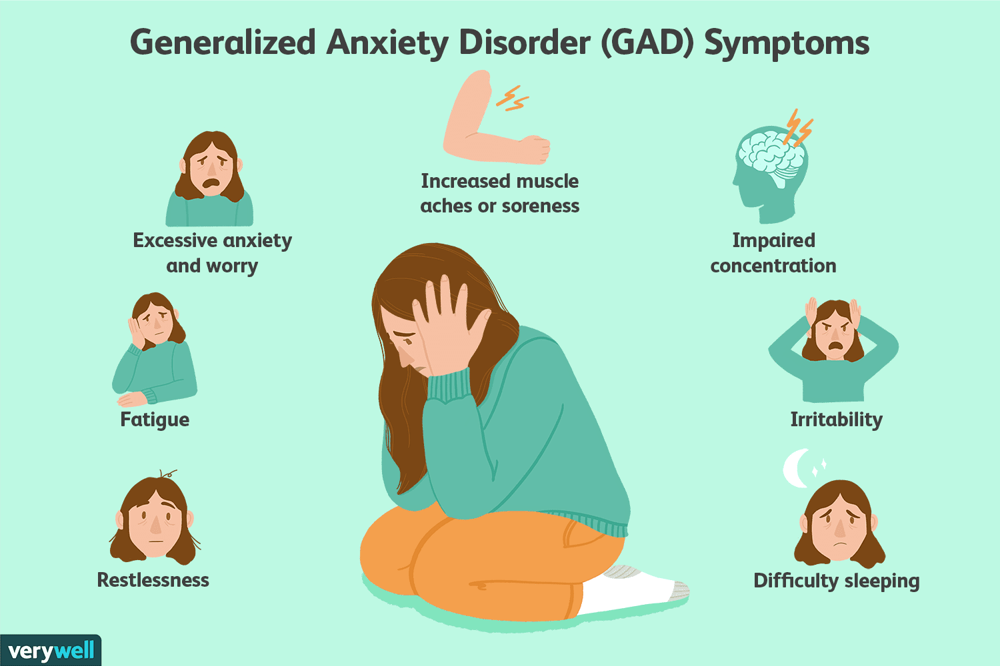 Generalized Anxiety Disorder (GAD) Symptoms
Increased muscle
aches or soreness
Excessive anxiety
and worry
Impaired
concentration
Fatigue
Irritability
Restlessness
Difficulty sleeping
verywell